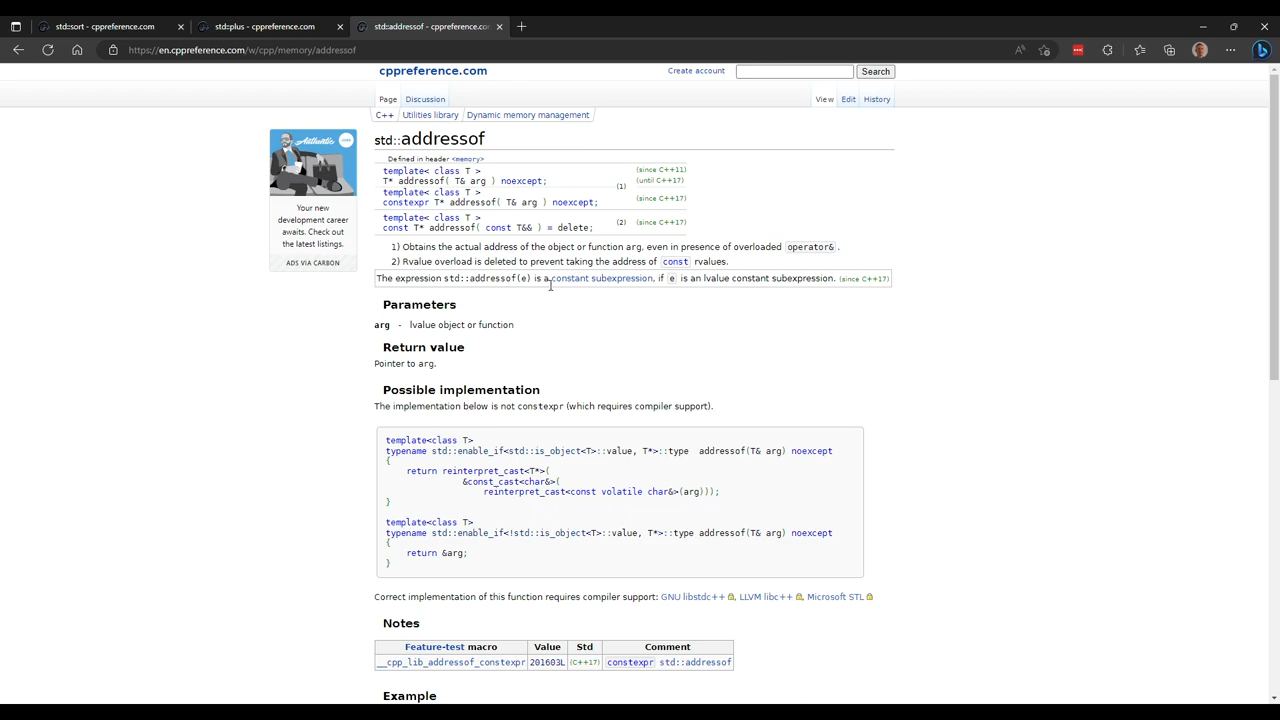 std::sort - cppreference.com
std::plus - cppreference.com
std::addressof - cppreference.co
https://en.cppreference.com/w/cpp/memory/addressof
cppreference.com
Create account
Search
Page
Discussion
View
Edit
History
C++
Utilities library
Dynamic memory management
std::addressof
Defined in header <memory>
template< class T >
T* addressof( T& arg ) noexcept;
(since C++11)
(until C++17)
(1)
template< class T >
constexpr T* addressof( T& arg ) noexcept;
(since C++17)
template< class T >
const T* addressof( const T&& ) = delete;
(2)
(since C++17)
Authentic
Your new
development career
awaits. Check out
the latest listings.
ADS VIA CARBON
1) Obtains the actual address of the object or function arg, even in presence of overloaded operator&.
2) Rvalue overload is deleted to prevent taking the address of const rvalues.
The expression std::addressof(e) is a constant subexpression, if e is an lvalue constant subexpression. (since C++17)
Parameters
arg - lvalue object or function
Return value
Pointer to arg.
Possible implementation
The implementation below is not constexpr (which requires compiler support).
template<class T>
typename std::enable_if<std::is_object<T>::value, T*>::type  addressof(T& arg) noexcept
{
    return reinterpret_cast<T*>(
               &const_cast<char&>(
                   reinterpret_cast<const volatile char&>(arg)));
}
template<class T>
typename std::enable_if<!std::is_object<T>::value, T*>::type addressof(T& arg) noexcept
{
    return &arg;
}
Correct implementation of this function requires compiler support: GNU libstdc++, LLVM libc++, Microsoft STL
Notes
Feature-test macro Value Std Comment
__cpp_lib_addressof_constexpr 201603L (C++17) constexpr std::addressof
Example